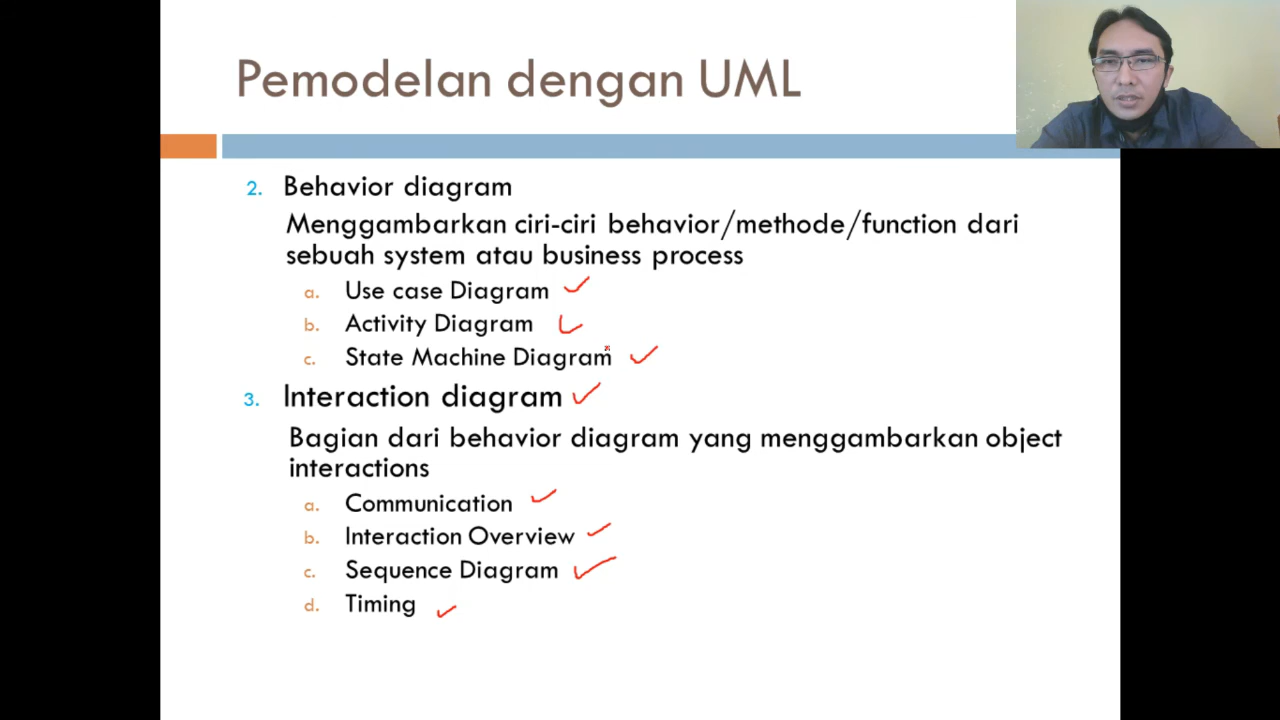 Pemodelan dengan UML
2. Behavior diagram
Menggambarkan ciri-ciri behavior/methode/function dari
sebuah system atau business process
a. Use case Diagram
b. Activity Diagram
c. State Machine Diagram
3. Interaction diagram
Bagian dari behavior diagram yang menggambarkan object
interactions
a. Communication
b. Interaction Overview
c. Sequence Diagram
d. Timing